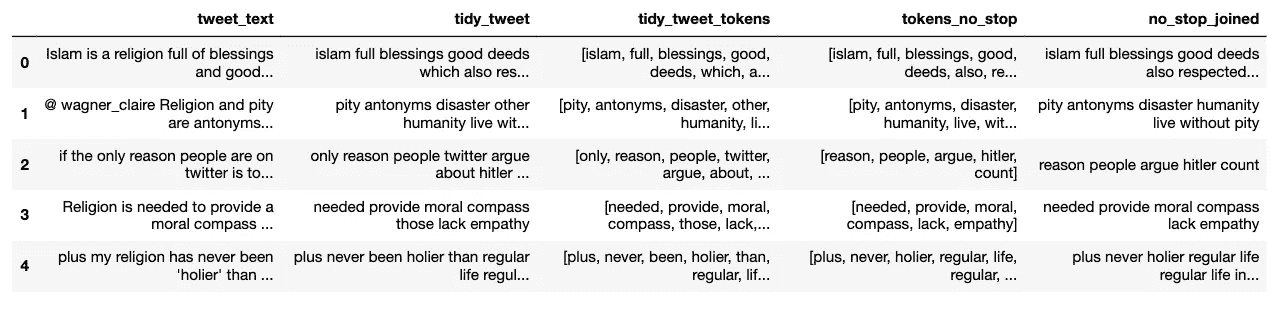 tweet_text tidy_tweet tidy_tweet_tokens tokens_no_stop no_stop_joined
0 Islam is a religion full of blessings and good... islam full blessings good deeds which also res... [islam, full, blessings, good, deeds, which, a... [islam, full, blessings, good, deeds, also, re... islam full blessings good deeds also respected...
1 @ wagner_claire Religion and pity are antonyms... pity antonyms disaster other humanity live wit... [pity, antonyms, disaster, other, humanity, li... [pity, antonyms, disaster, humanity, live, wit... pity antonyms disaster humanity live without pity
2 if the only reason people are on twitter is to... only reason people twitter argue about hitler ... [only, reason, people, twitter, argue, about, ... [reason, people, argue, hitler, count] reason people argue hitler count
3 Religion is needed to provide a moral compass ... needed provide moral compass those lack empathy [needed, provide, moral, compass, those, lack,... [needed, provide, moral, compass, lack, empathy] needed provide moral compass lack empathy
4 plus my religion has never been 'holier' than ... plus never been holier than regular life regul... [plus, never, been, holier, than, regular, lif... [plus, never, holier, regular, life, regular, ... plus never holier regular life regular life in...